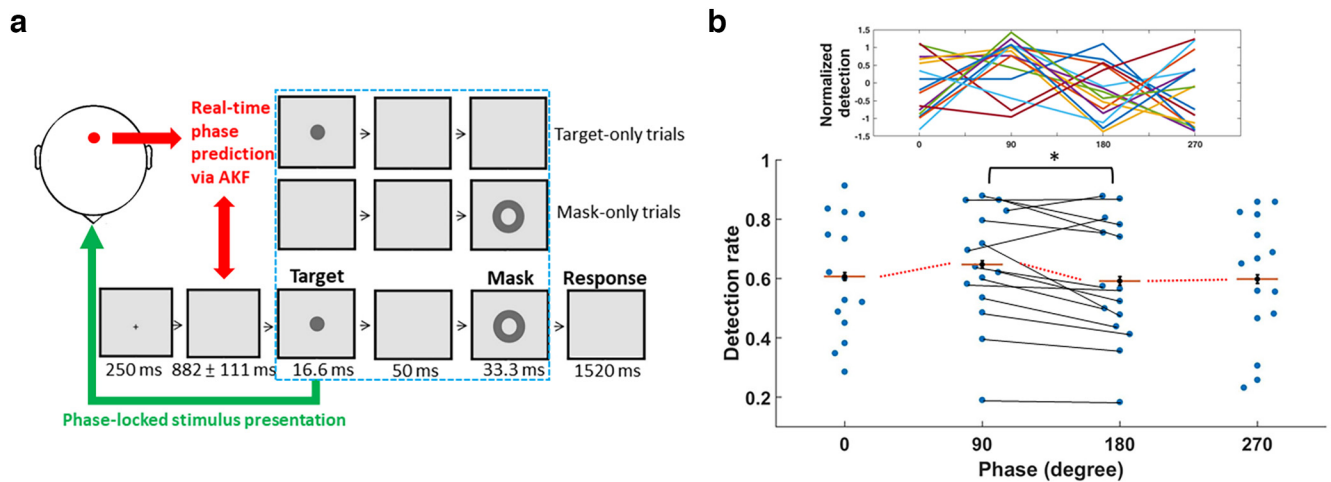 a
Real-time
phase
prediction
via AKF
Target-only trials
Mask-only trials
Target
Mask
Response
+
250 ms
882 ± 111 ms
16.6 ms
50 ms
33.3 ms
1520 ms
Phase-locked stimulus presentation
b
Normalized
detection
1.5
1
0.5
0
-0.5
-1
-1.5
0
90
180
270
*
Detection rate
1
0.8
0.6
0.4
0.2
0
90
180
270
Phase (degree)